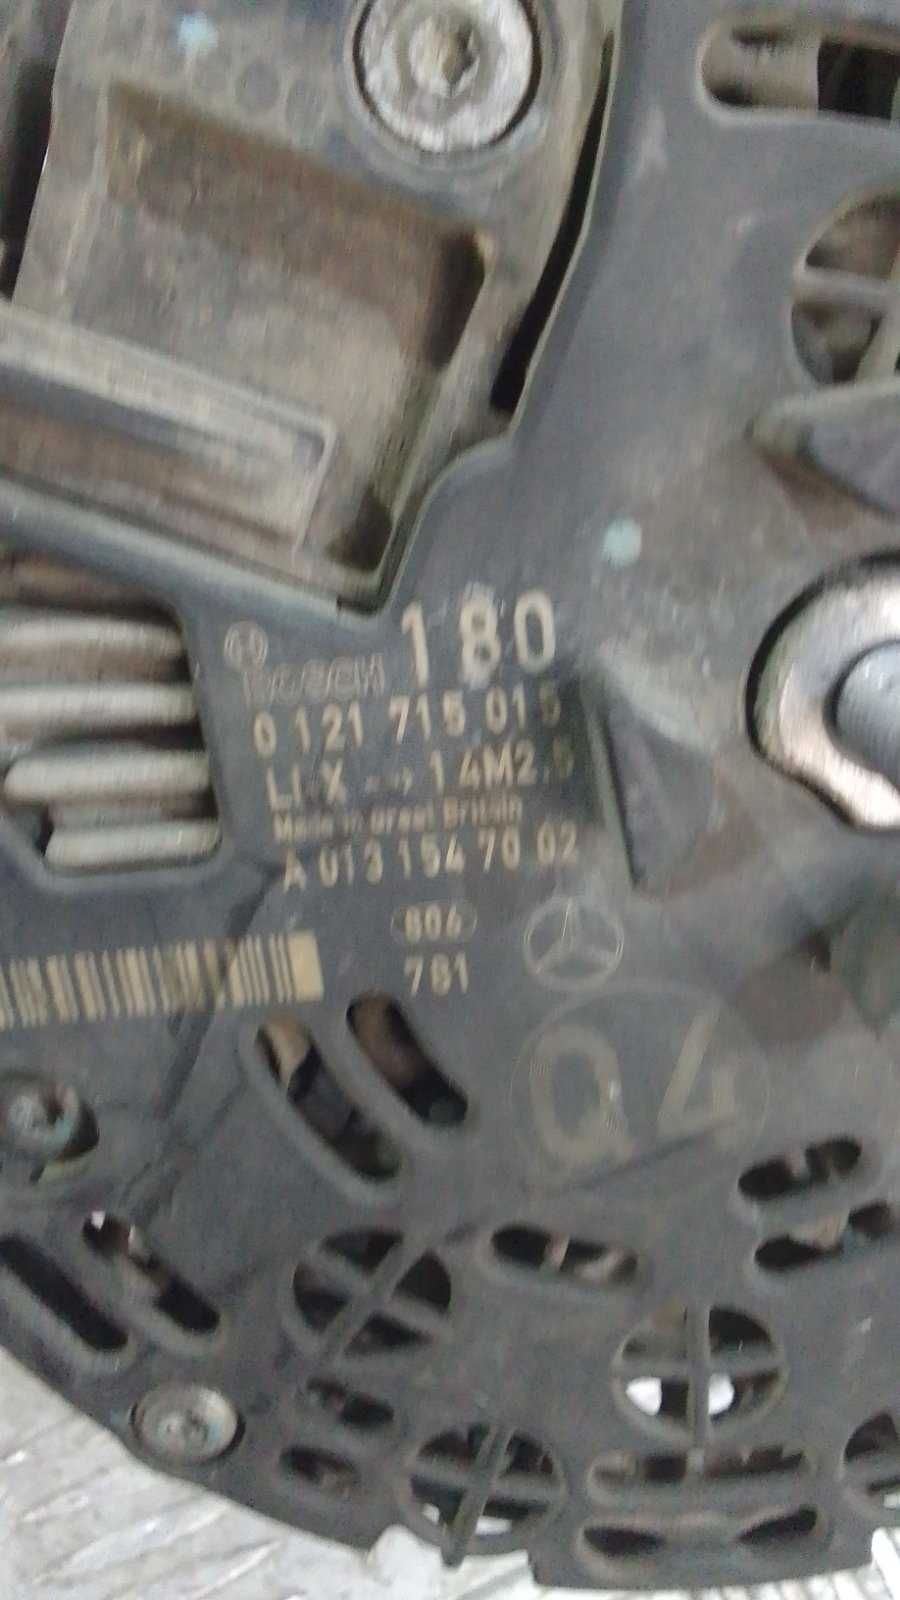 BOSCH 180
0 121 715 015
LI-X → 14M2.5
Made in Great Britain
A 013 154 70 02
806
781
Q4